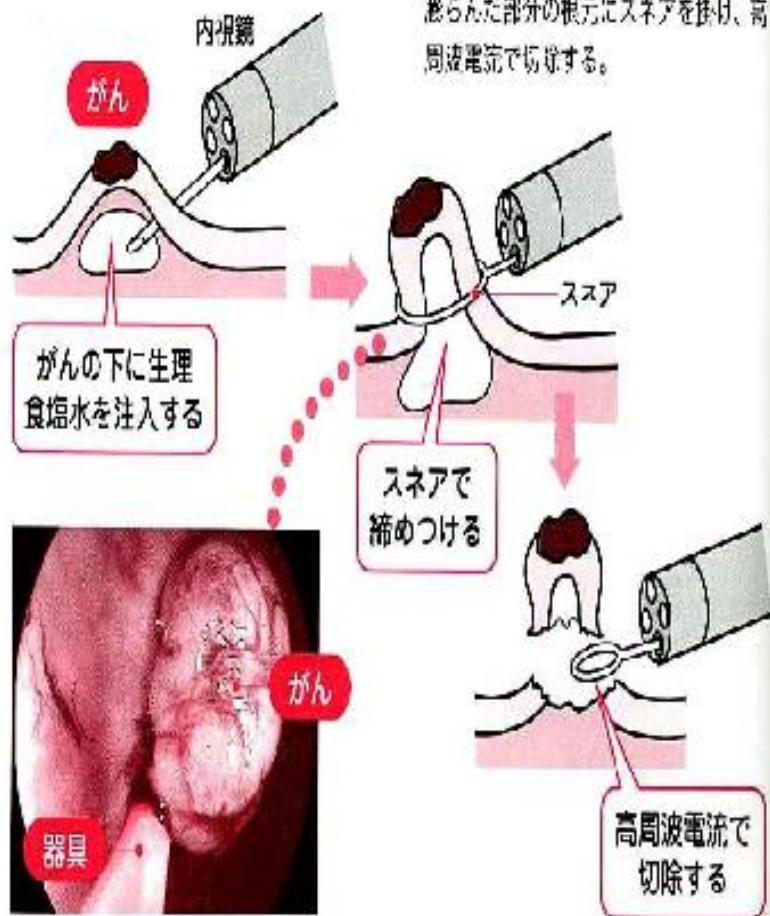 膨らんだ部分の根元にスネアを掛け、高
周波電流で切除する。
内視鏡
がん
がんの下に生理
食塩水を注入する
スネア
スネアで
締めつける
がん
器具
高周波電流で
切除する